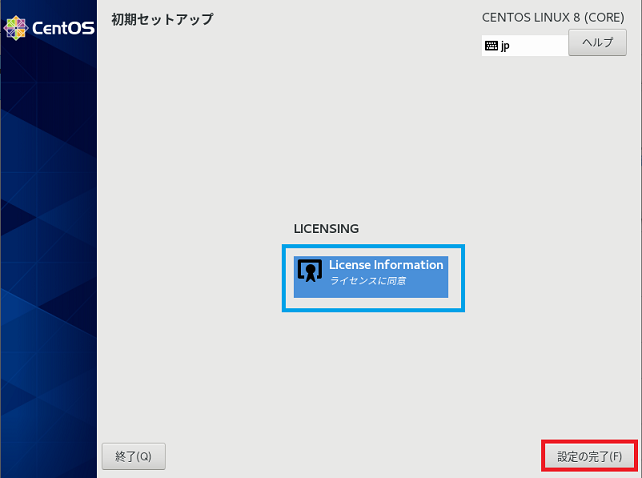 CentOS
初期セットアップ
CENTOS LINUX 8 (CORE)
jp
ヘルプ
LICENSING
License Information
ライセンスに同意
終了(Q)
設定の完了(F)